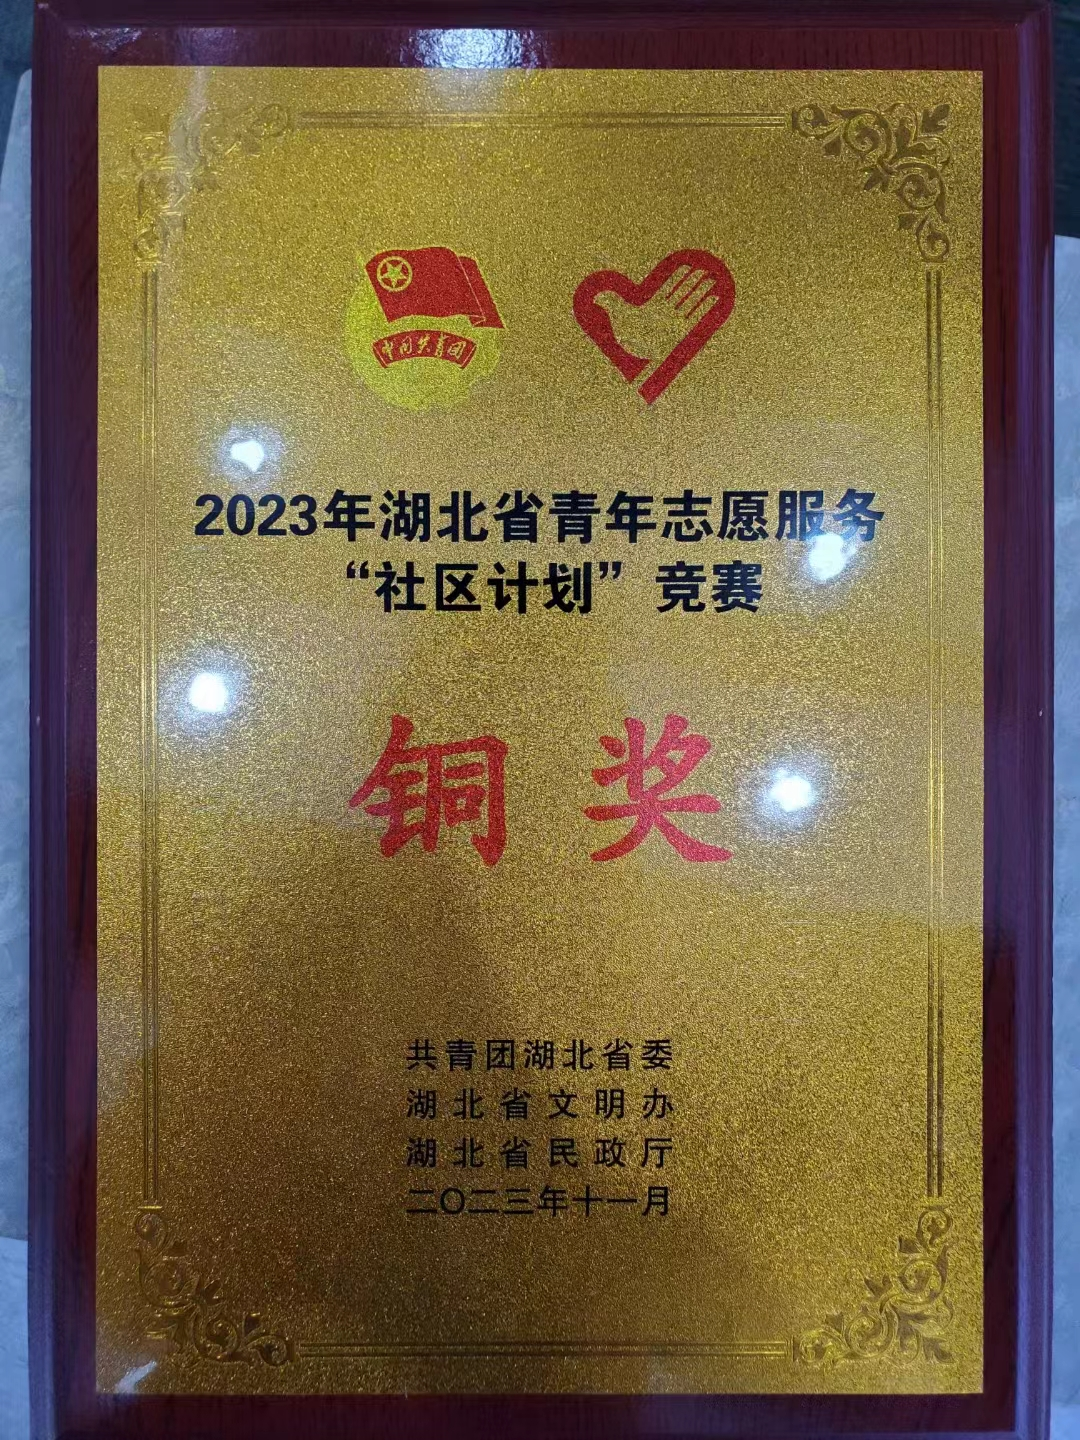 中国共青团
2023年湖北省青年志愿服务
“社区计划”竞赛
铜奖
共青团湖北省委
湖北省文明办
湖北省民政厅
二〇二三年十一月